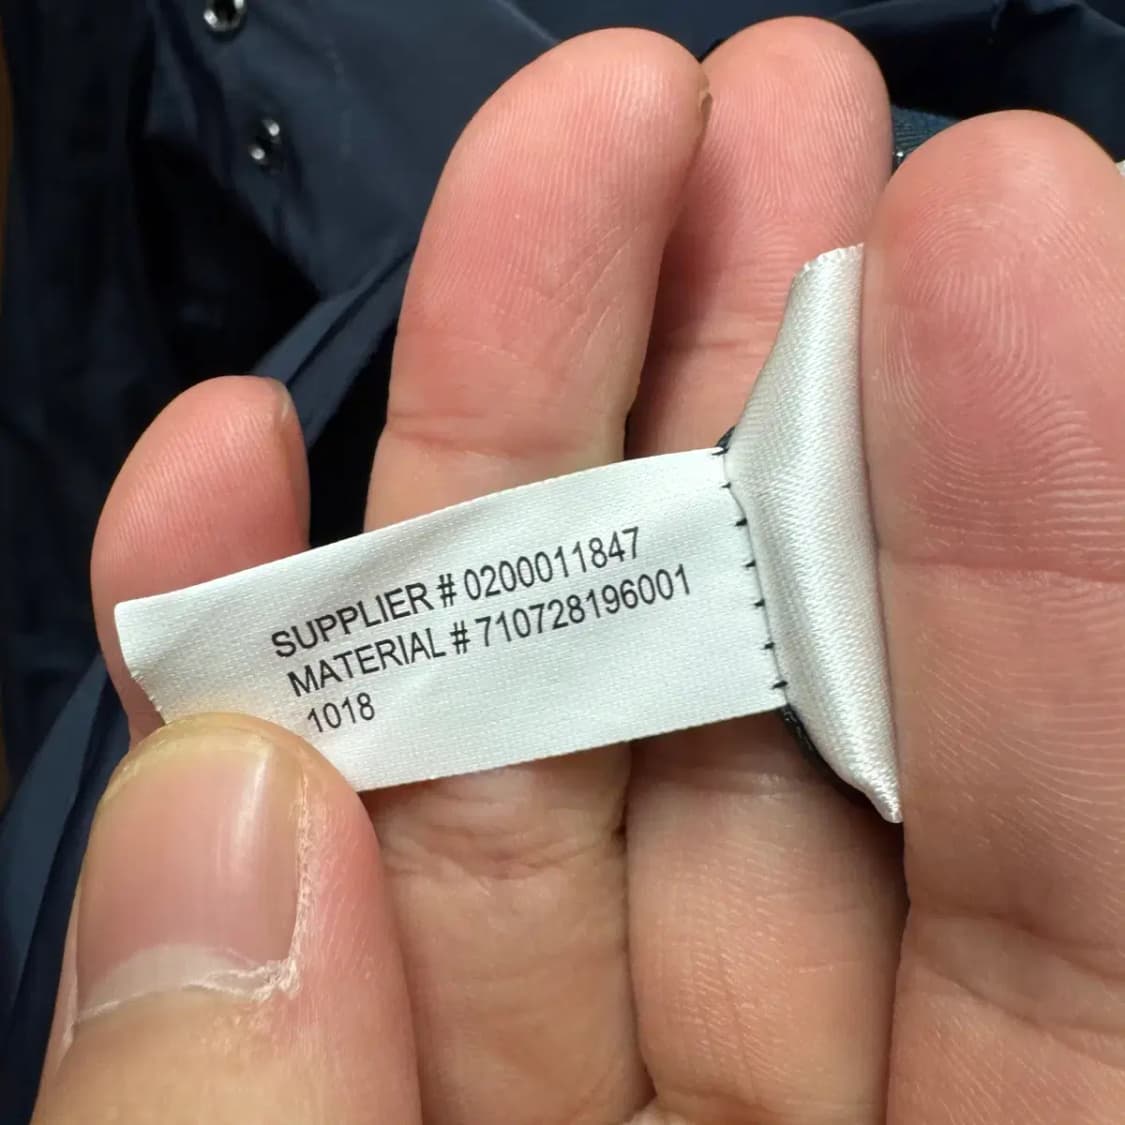 SUPPLIER # 0200011847
MATERIAL # 710728196001
1018